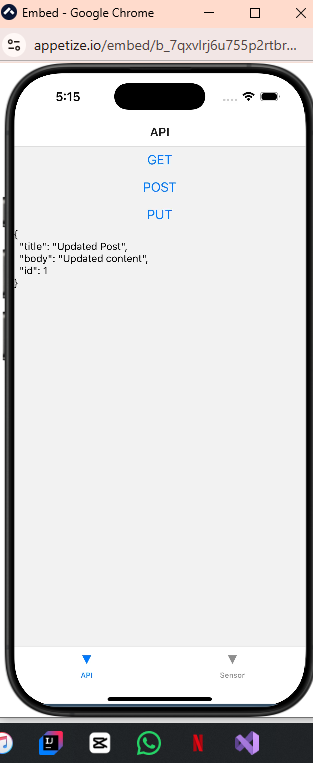 Embed - Google Chrome
appetize.io/embed/b_7qxvlrj6u755p2rtbr...
5:15
API
GET
POST
PUT
{
"title": "Updated Post",
"body": "Updated content",
"id": 1
}
API
Sensor
IJ
N